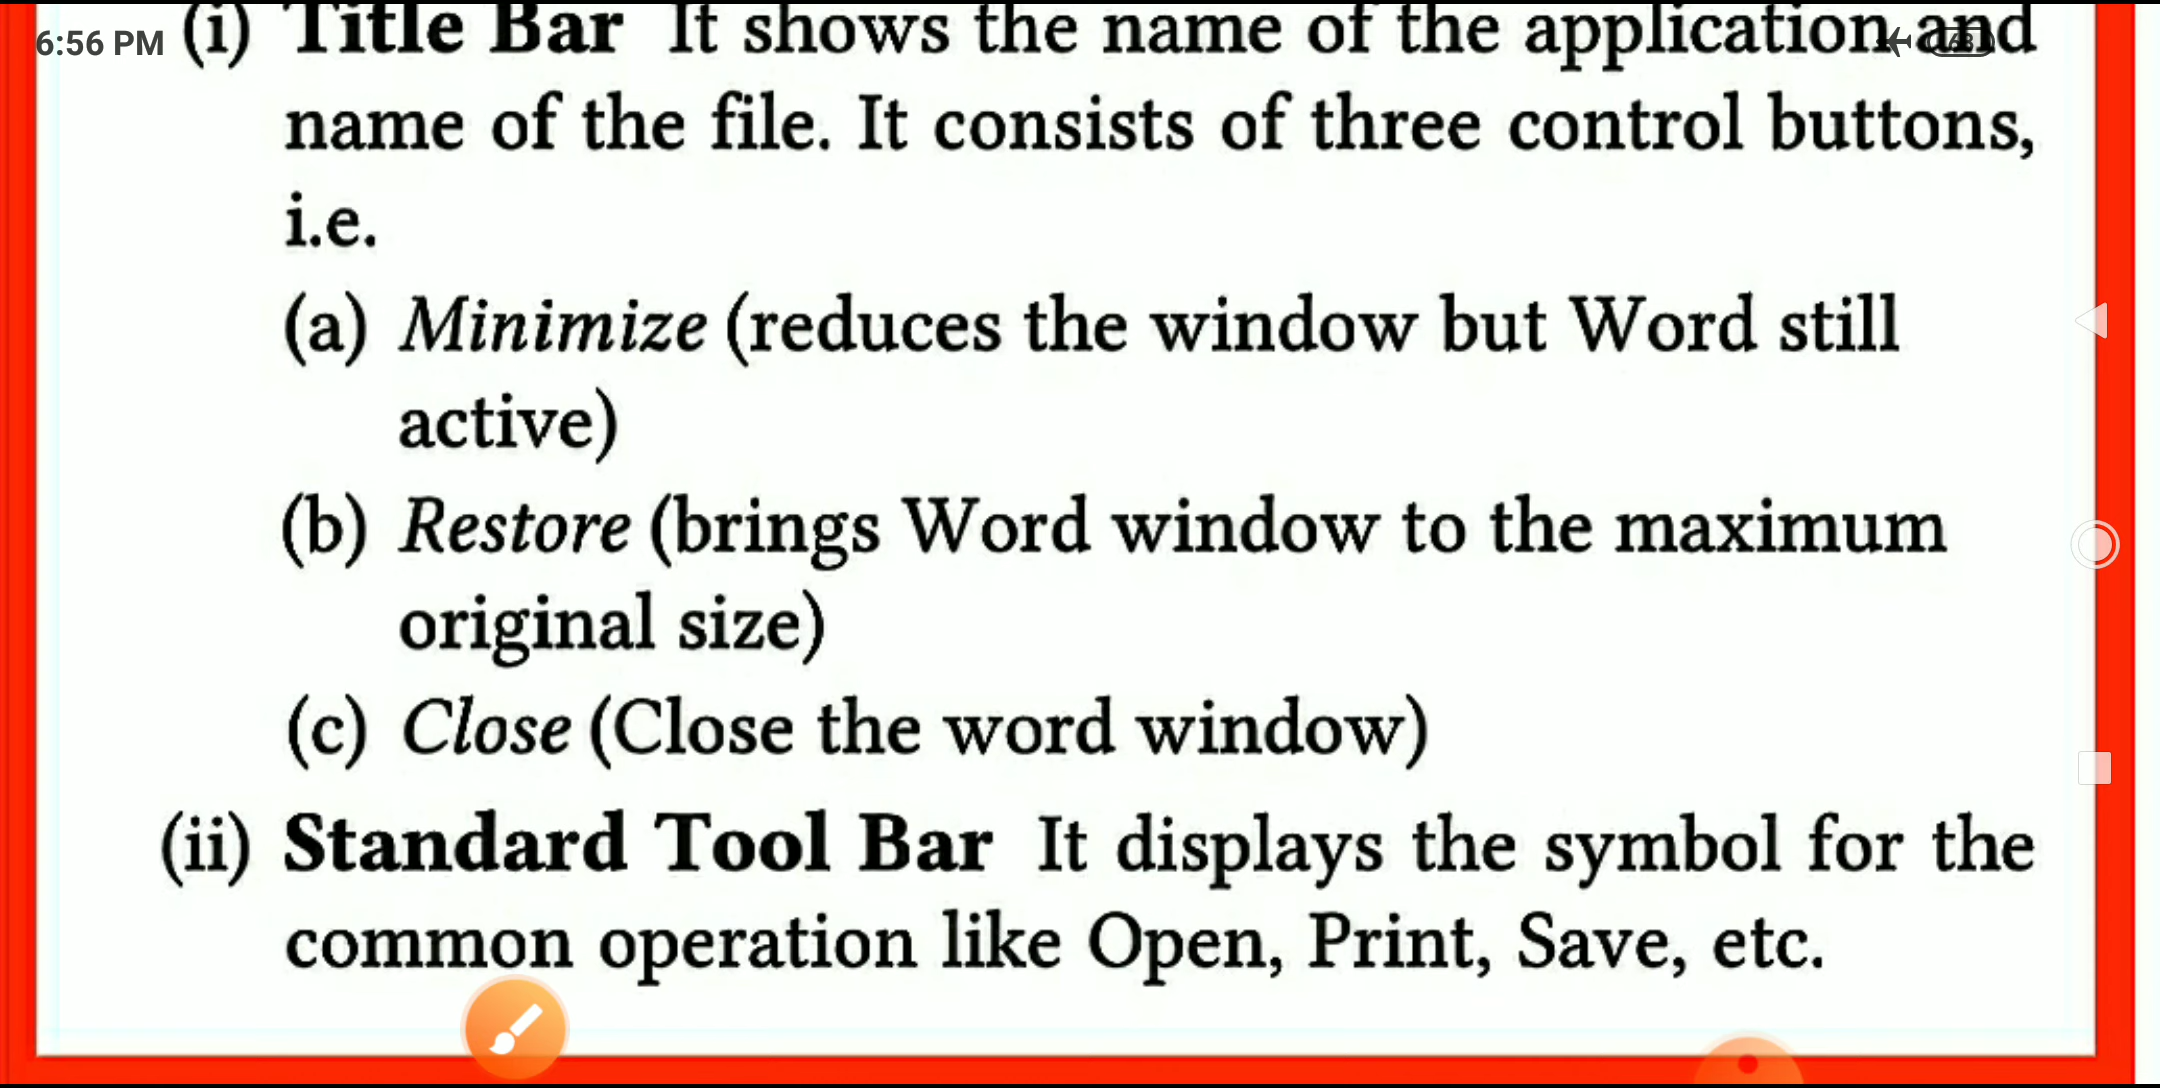 6:56 PM
(i) Title Bar It shows the name of the application and
name of the file. It consists of three control buttons,
i.e.
(a) Minimize (reduces the window but Word still
active)
(b) Restore (brings Word window to the maximum
original size)
(c) Close (Close the word window)
(ii) Standard Tool Bar It displays the symbol for the
common operation like Open, Print, Save, etc.